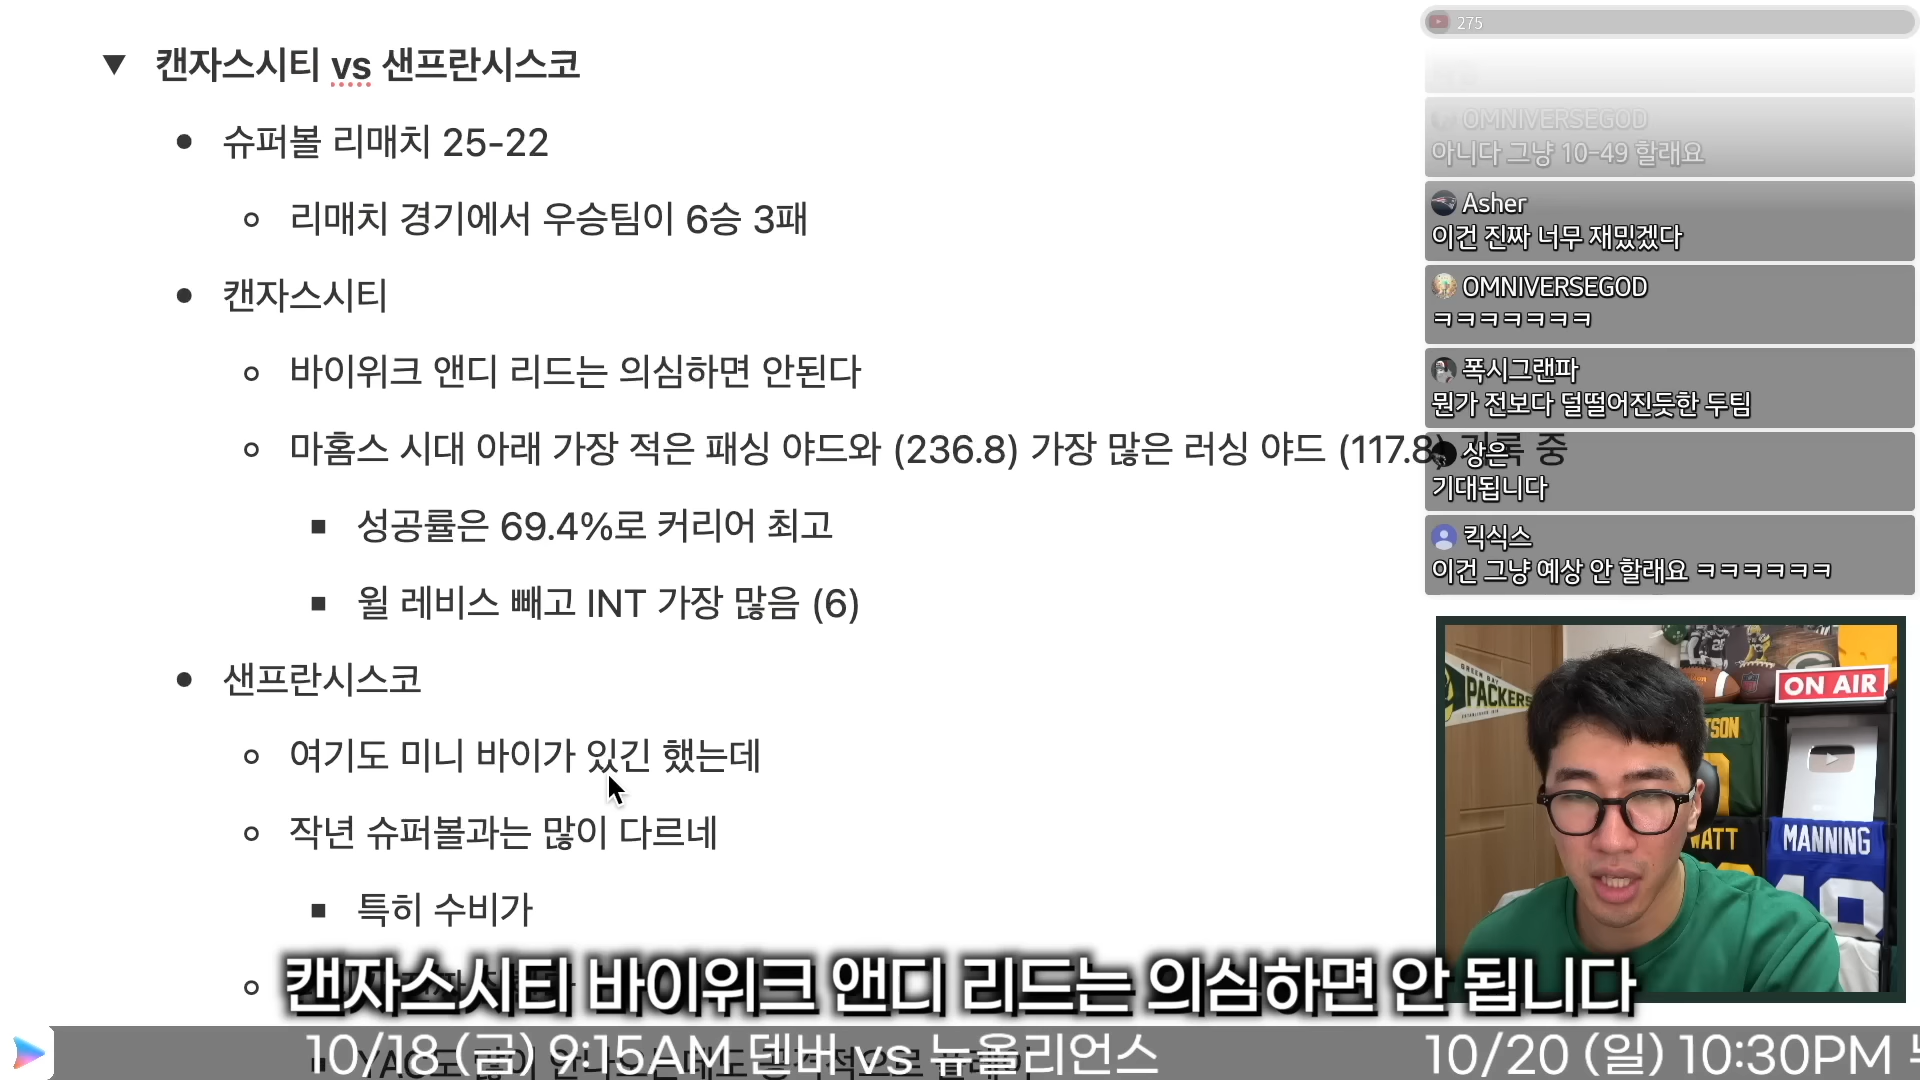 캔자스시티 vs 샌프란시스코
슈퍼볼 리매치 25-22
리매치 경기에서 우승팀이 6승 3패
캔자스시티
바이위크 앤디 리드는 의심하면 안된다
마홈스 시대 아래 가장 적은 패싱 야드와 (236.8) 가장 많은 러싱 야드 (117.8) 기록 중
성공률은 69.4%로 커리어 최고
윌 레비스 빼고 INT 가장 많음 (6)
샌프란시스코
여기도 미니 바이가 있긴 했는데
작년 슈퍼볼과는 많이 다르네
특히 수비가
275
OMNIVERSEGOD
아니다 그냥 10-49 할래요
Asher
이건 진짜 너무 재밌겠다
OMNIVERSEGOD
ㅋㅋㅋㅋㅋㅋㅋ
폭시그랜파
뭔가 전보다 덜떨어진듯한 두팀
상은
기대됩니다
킥식스
이건 그냥 예상 안 할래요 ㅋㅋㅋㅋㅋㅋ
GREEN BAY
PACKERS
ON AIR
TSON
WATT
MANNING
캔자스시티 바이위크 앤디 리드는 의심하면 안 됩니다
10/18 (금) 9:15AM 덴버 vs 뉴올리언스
10/20 (일) 10:30PM